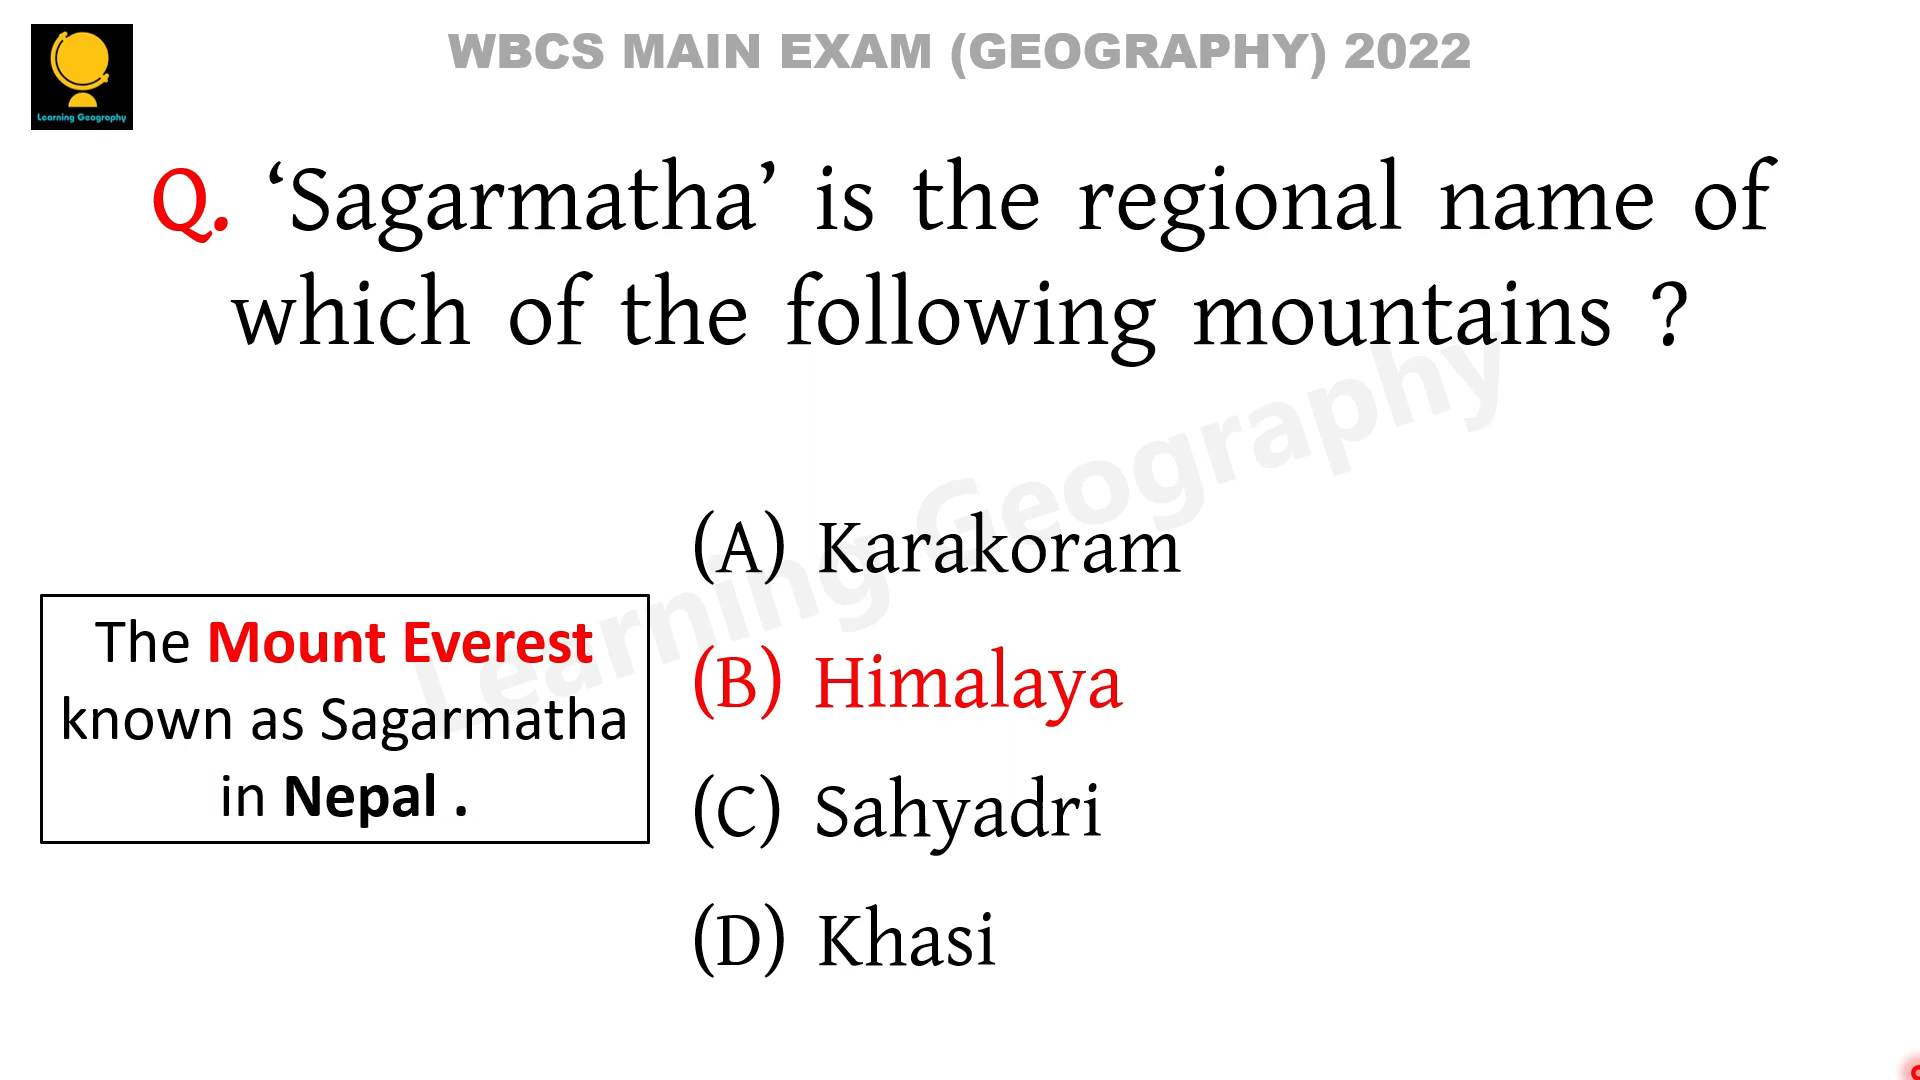 WBCS MAIN EXAM (GEOGRAPHY) 2022
Learning Geography
Q. ‘Sagarmatha’ is the regional name of
which of the following mountains ?
Learning Geography
(A) Karakoram
The Mount Everest
known as Sagarmatha
in Nepal .
(B) Himalaya
(C) Sahyadri
(D) Khasi